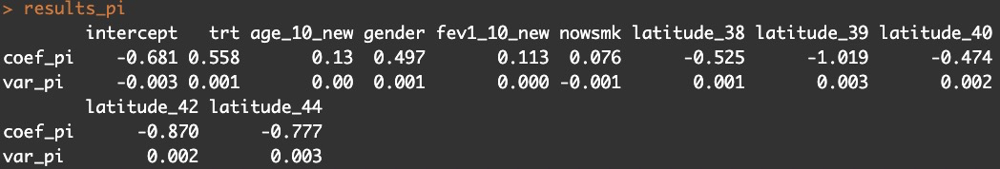 > results_pi
intercept trt age_10_new gender fev1_10_new nowsmk latitude_38 latitude_39 latitude_40
coef_pi -0.681 0.558 0.13 0.497 0.113 0.076 -0.525 -1.019 -0.474
var_pi -0.003 0.001 0.00 0.001 0.000 -0.001 0.001 0.003 0.002
latitude_42 latitude_44
coef_pi -0.870 -0.777
var_pi 0.002 0.003